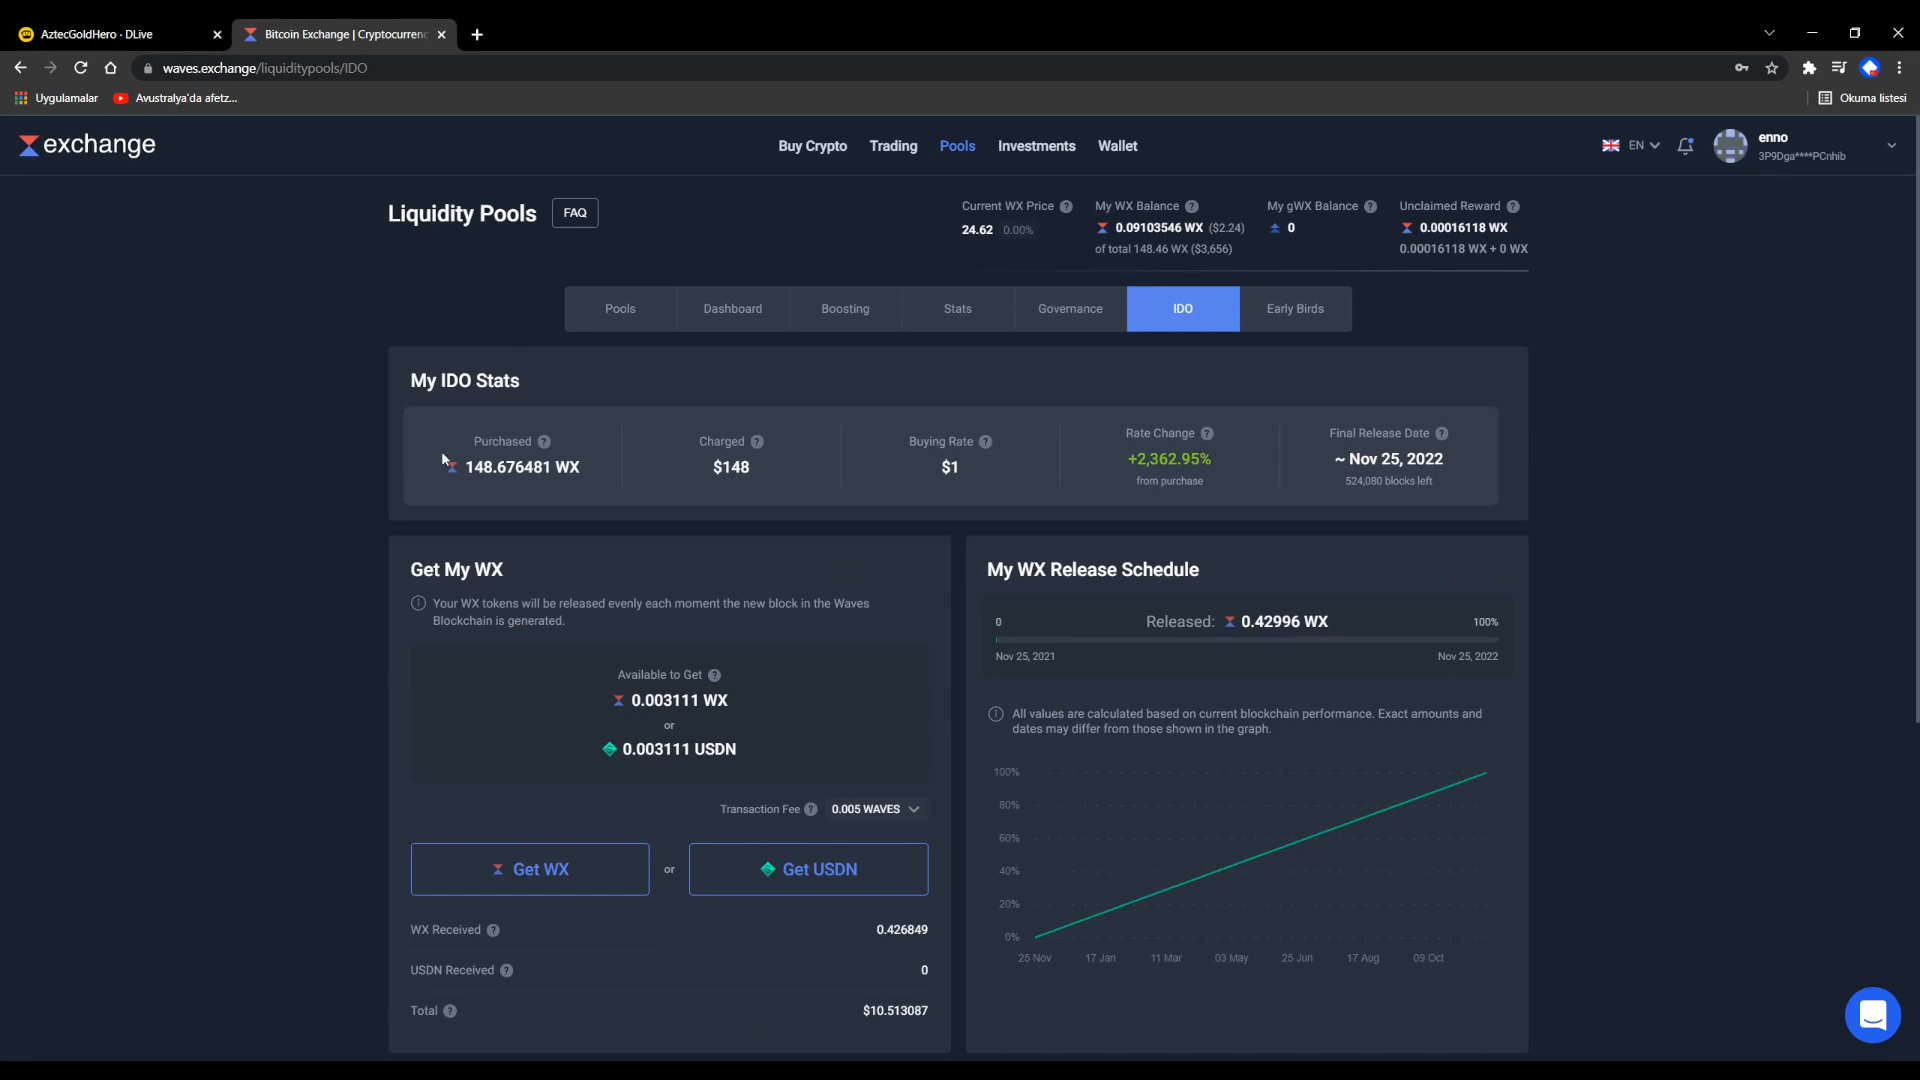 AztecGoldHero · DLive
Bitcoin Exchange | Cryptocurrenc
waves.exchange/liquiditypools/IDO
Uygulamalar
Avustralya'da afetz...
Okuma listesi
exchange
Buy Crypto
Trading
Pools
Investments
Wallet
EN
enno
3P9Dga****PCnhib
Liquidity Pools
FAQ
Current WX Price ?
24.62 0.00%
My WX Balance ?
0.09103546 WX ($2.24)
of total 148.46 WX ($3,656)
My gWX Balance ?
0
Unclaimed Reward ?
0.00016118 WX
0.00016118 WX + 0 WX
Pools
Dashboard
Boosting
Stats
Governance
IDO
Early Birds
My IDO Stats
Purchased ?
148.676481 WX
Charged ?
$148
Buying Rate ?
$1
Rate Change ?
+2,362.95%
from purchase
Final Release Date ?
~ Nov 25, 2022
524,080 blocks left
Get My WX
Your WX tokens will be released evenly each moment the new block in the Waves
Blockchain is generated.
Available to Get ?
0.003111 WX
or
0.003111 USDN
Transaction Fee ? 0.005 WAVES
Get WX
or
Get USDN
WX Received ? 0.426849
USDN Received ? 0
Total ? $10.513087
My WX Release Schedule
0 Released: 0.42996 WX 100%
Nov 25, 2021 Nov 25, 2022
All values are calculated based on current blockchain performance. Exact amounts and
dates may differ from those shown in the graph.
100%
80%
60%
40%
20%
0%
25 Nov 17 Jan 11 Mar 03 May 25 Jun 17 Aug 09 Oct